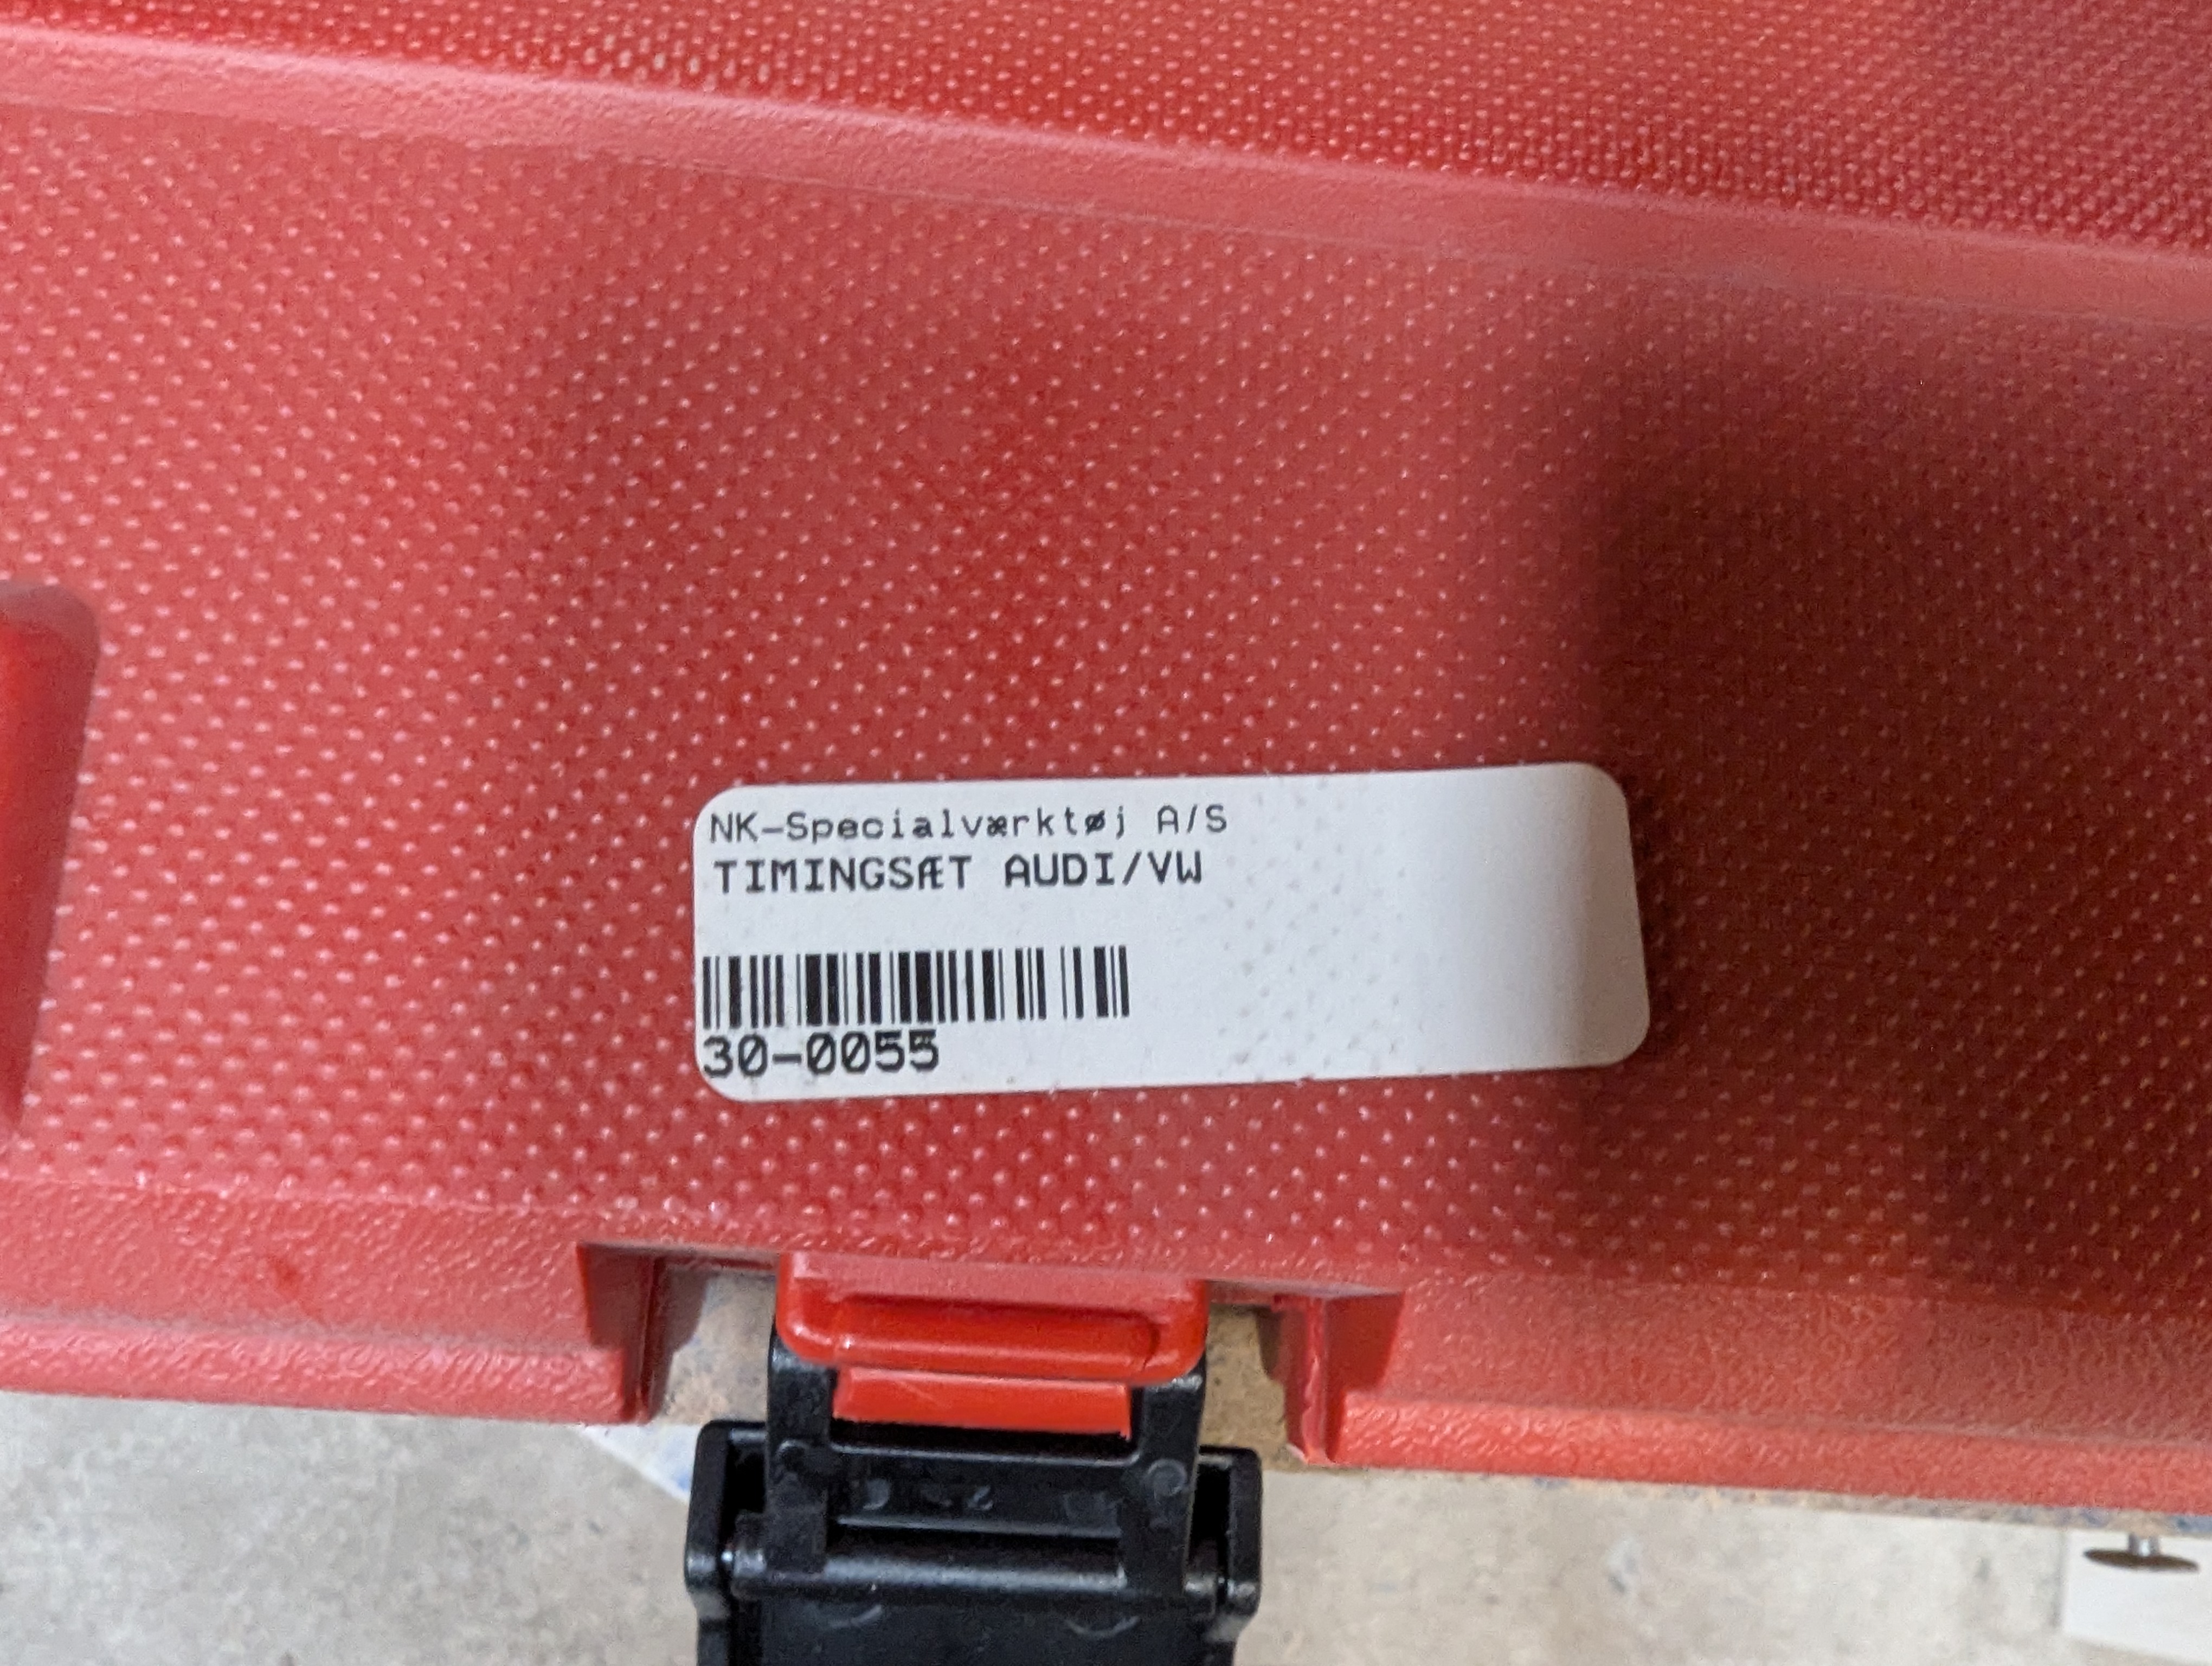 NK-Specialværktøj A/S
TIMINGSÆT AUDI/VW
30-0055